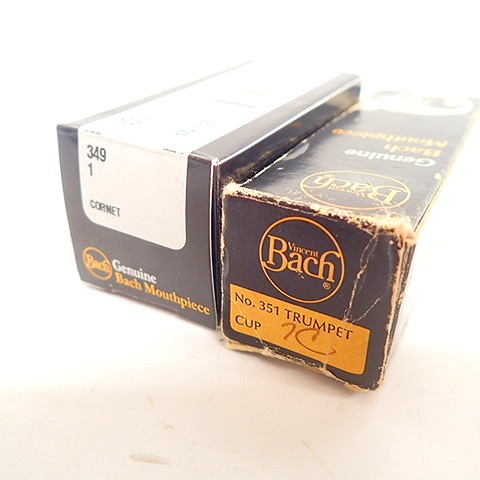 349
1
CORNET
Bach
Genuine
Bach Mouthpiece
Genuine
Bach
Mouthpiece
Bach
Vincent
Bach
®
No. 351 TRUMPET
CUP